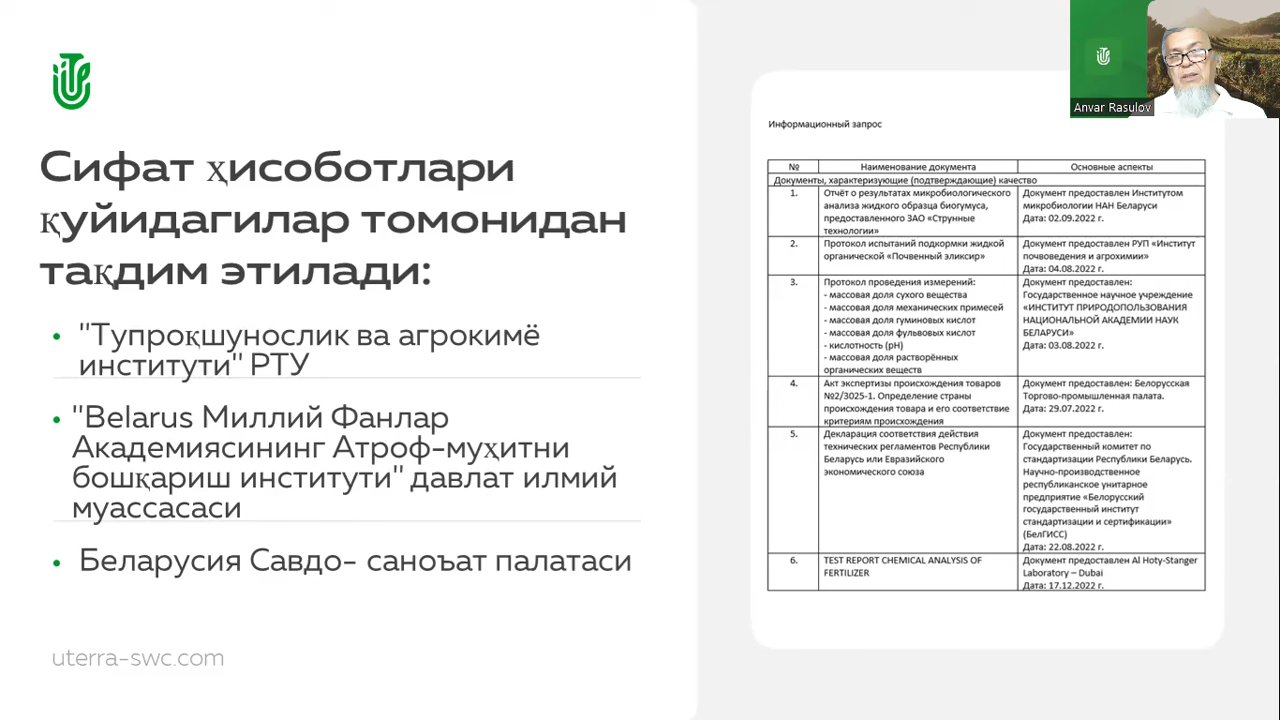 Сифат ҳисоботлари
қуйидагилар томонидан
тақдим этилади:
• "Тупроқшунослик ва агрокимё
институти" РТУ
• "Belarus Миллий Фанлар
Академиясининг Атроф-муҳитни
бошқариш институти" давлат илмий
муассасаси
• Беларусия Савдо- саноъат палатаси
uterra-swc.com
Anvar Rasulov
Информационный запрос
№ Наименование документа Основные аспекты
Документы, характеризующие (подтверждающие) качество
1. Отчёт о результатах микробиологического
анализа жидкого образца биогумуса,
предоставленного ЗАО «Струнные
технологии»
Документ предоставлен Институтом
микробиологии НАН Беларуси
Дата: 02.09.2022 г.
2. Протокол испытаний подкормки жидкой
органической «Почвенный эликсир»
Документ предоставлен РУП «Институт
почвоведения и агрохимии»
Дата: 04.08.2022 г.
3. Протокол проведения измерений:
- массовая доля сухого вещества
- массовая доля механических примесей
- массовая доля гуминовых кислот
- массовая доля фульвовых кислот
- кислотность (pH)
- массовая доля растворённых
органических веществ
Документ предоставлен:
Государственное научное учреждение
«ИНСТИТУТ ПРИРОДОПОЛЬЗОВАНИЯ
НАЦИОНАЛЬНОЙ АКАДЕМИИ НАУК
БЕЛАРУСИ»
Дата: 03.08.2022 г.
4. Акт экспертизы происхождения товаров
№2/3025-1. Определение страны
происхождения товара и его соответствие
критериям происхождения
Документ предоставлен: Белорусская
Торгово-промышленная палата.
Дата: 29.07.2022 г.
5. Декларация соответствия действия
технических регламентов Республики
Беларусь или Евразийского
экономического союза
Документ предоставлен:
Государственный комитет по
стандартизации Республики Беларусь.
Научно-производственное
республиканское унитарное
предприятие «Белорусский
государственный институт
стандартизации и сертификации»
(БелГИСС)
Дата: 22.08.2022 г.
6. TEST REPORT CHEMICAL ANALYSIS OF
FERTILIZER
Документ предоставлен Al Hoty-Stanger
Laboratory – Dubai
Дата: 17.12.2022 г.